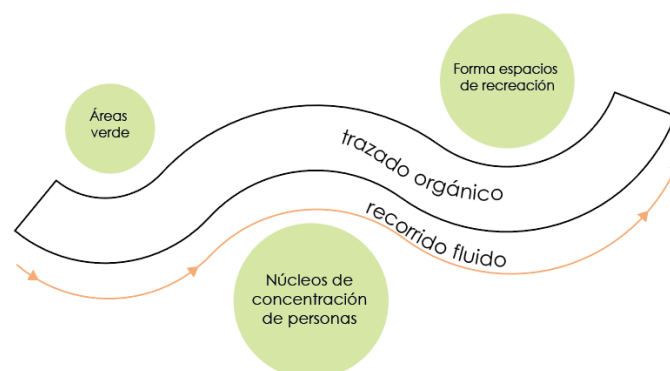 Forma espacios
de recreación
Áreas
verde
trazado orgánico
recorrido fluido
Núcleos de
concentración
de personas